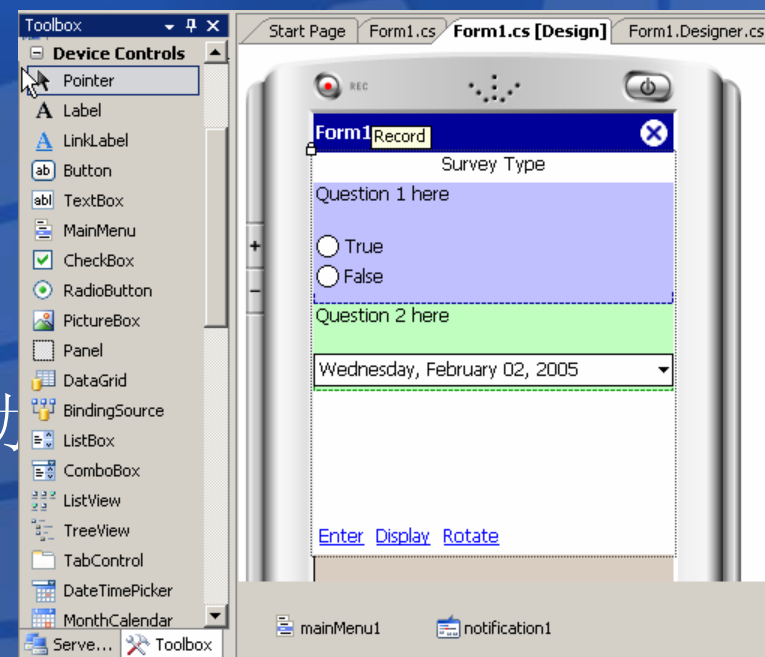 Toolbox
Device Controls
Pointer
Label
LinkLabel
Button
TextBox
MainMenu
CheckBox
RadioButton
PictureBox
Panel
DataGrid
BindingSource
ListBox
ComboBox
ListView
TreeView
TabControl
DateTimePicker
MonthCalendar
Serve... Toolbox
Start Page Form1.cs Form1.cs [Design] Form1.Designer.cs
REC
Form1 Record
Survey Type
Question 1 here
True
False
Question 2 here
Wednesday, February 02, 2005
Enter Display Rotate
mainMenu1 notification1